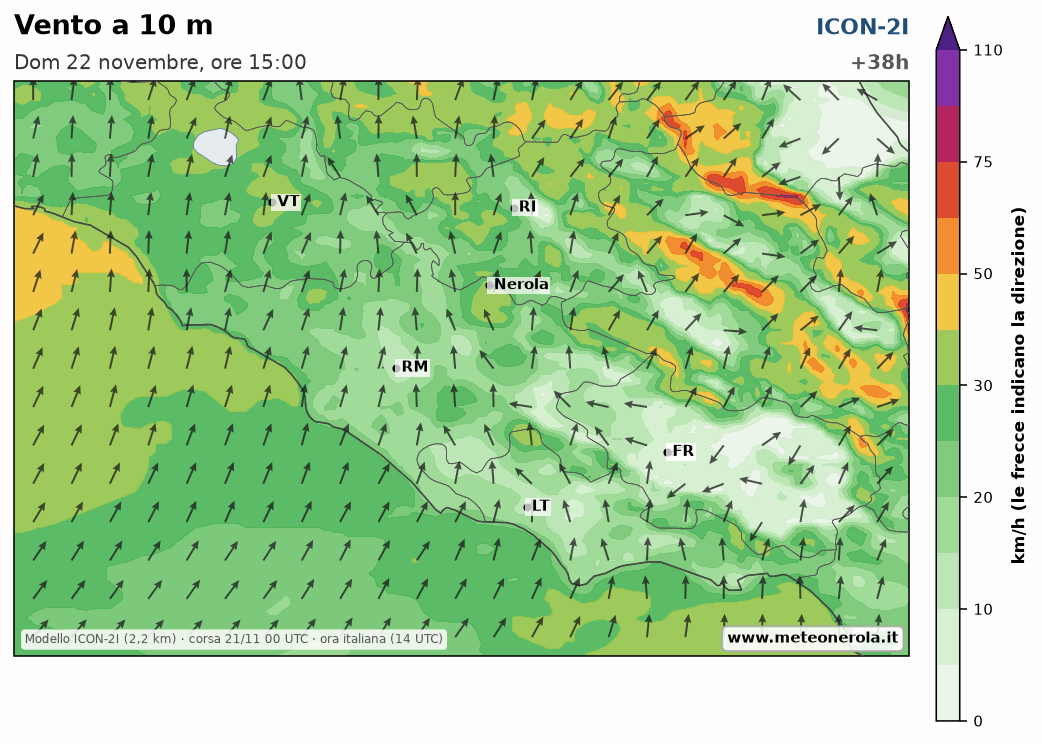 Vento a 10 m
ICON-2I
Dom 22 novembre, ore 15:00
+38h
VT
RI
Nerola
RM
FR
LT
Modello ICON-2I (2,2 km) · corsa 21/11 00 UTC · ora italiana (14 UTC)
www.meteonerola.it
110
75
50
30
20
10
0
km/h (le frecce indicano la direzione)